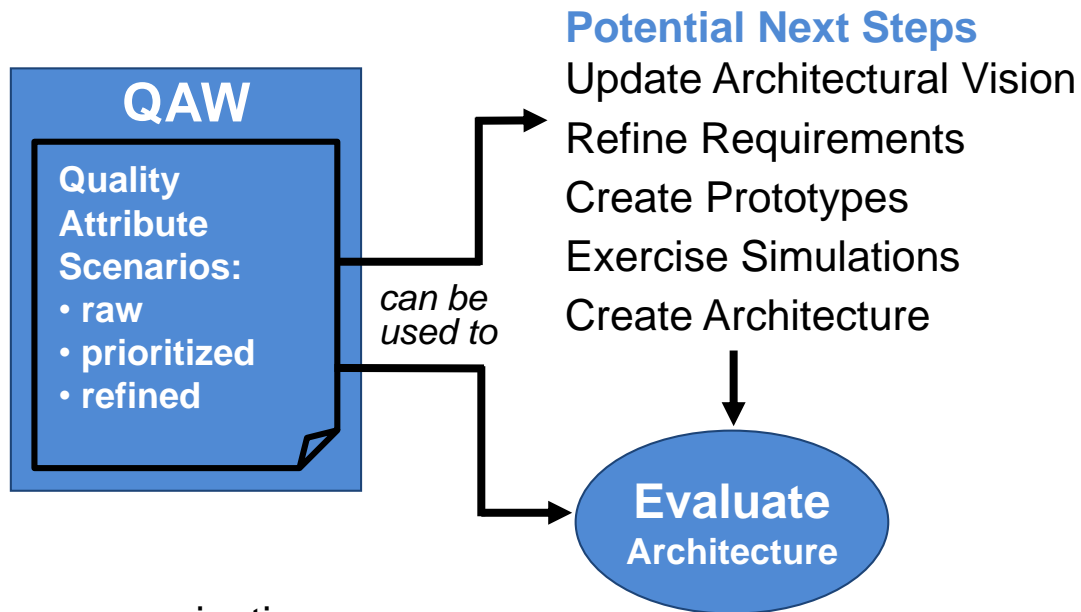 QAW
Quality
Attribute
Scenarios:
• raw
• prioritized
• refined
can be
used to
Potential Next Steps
Update Architectural Vision
Refine Requirements
Create Prototypes
Exercise Simulations
Create Architecture
Evaluate
Architecture